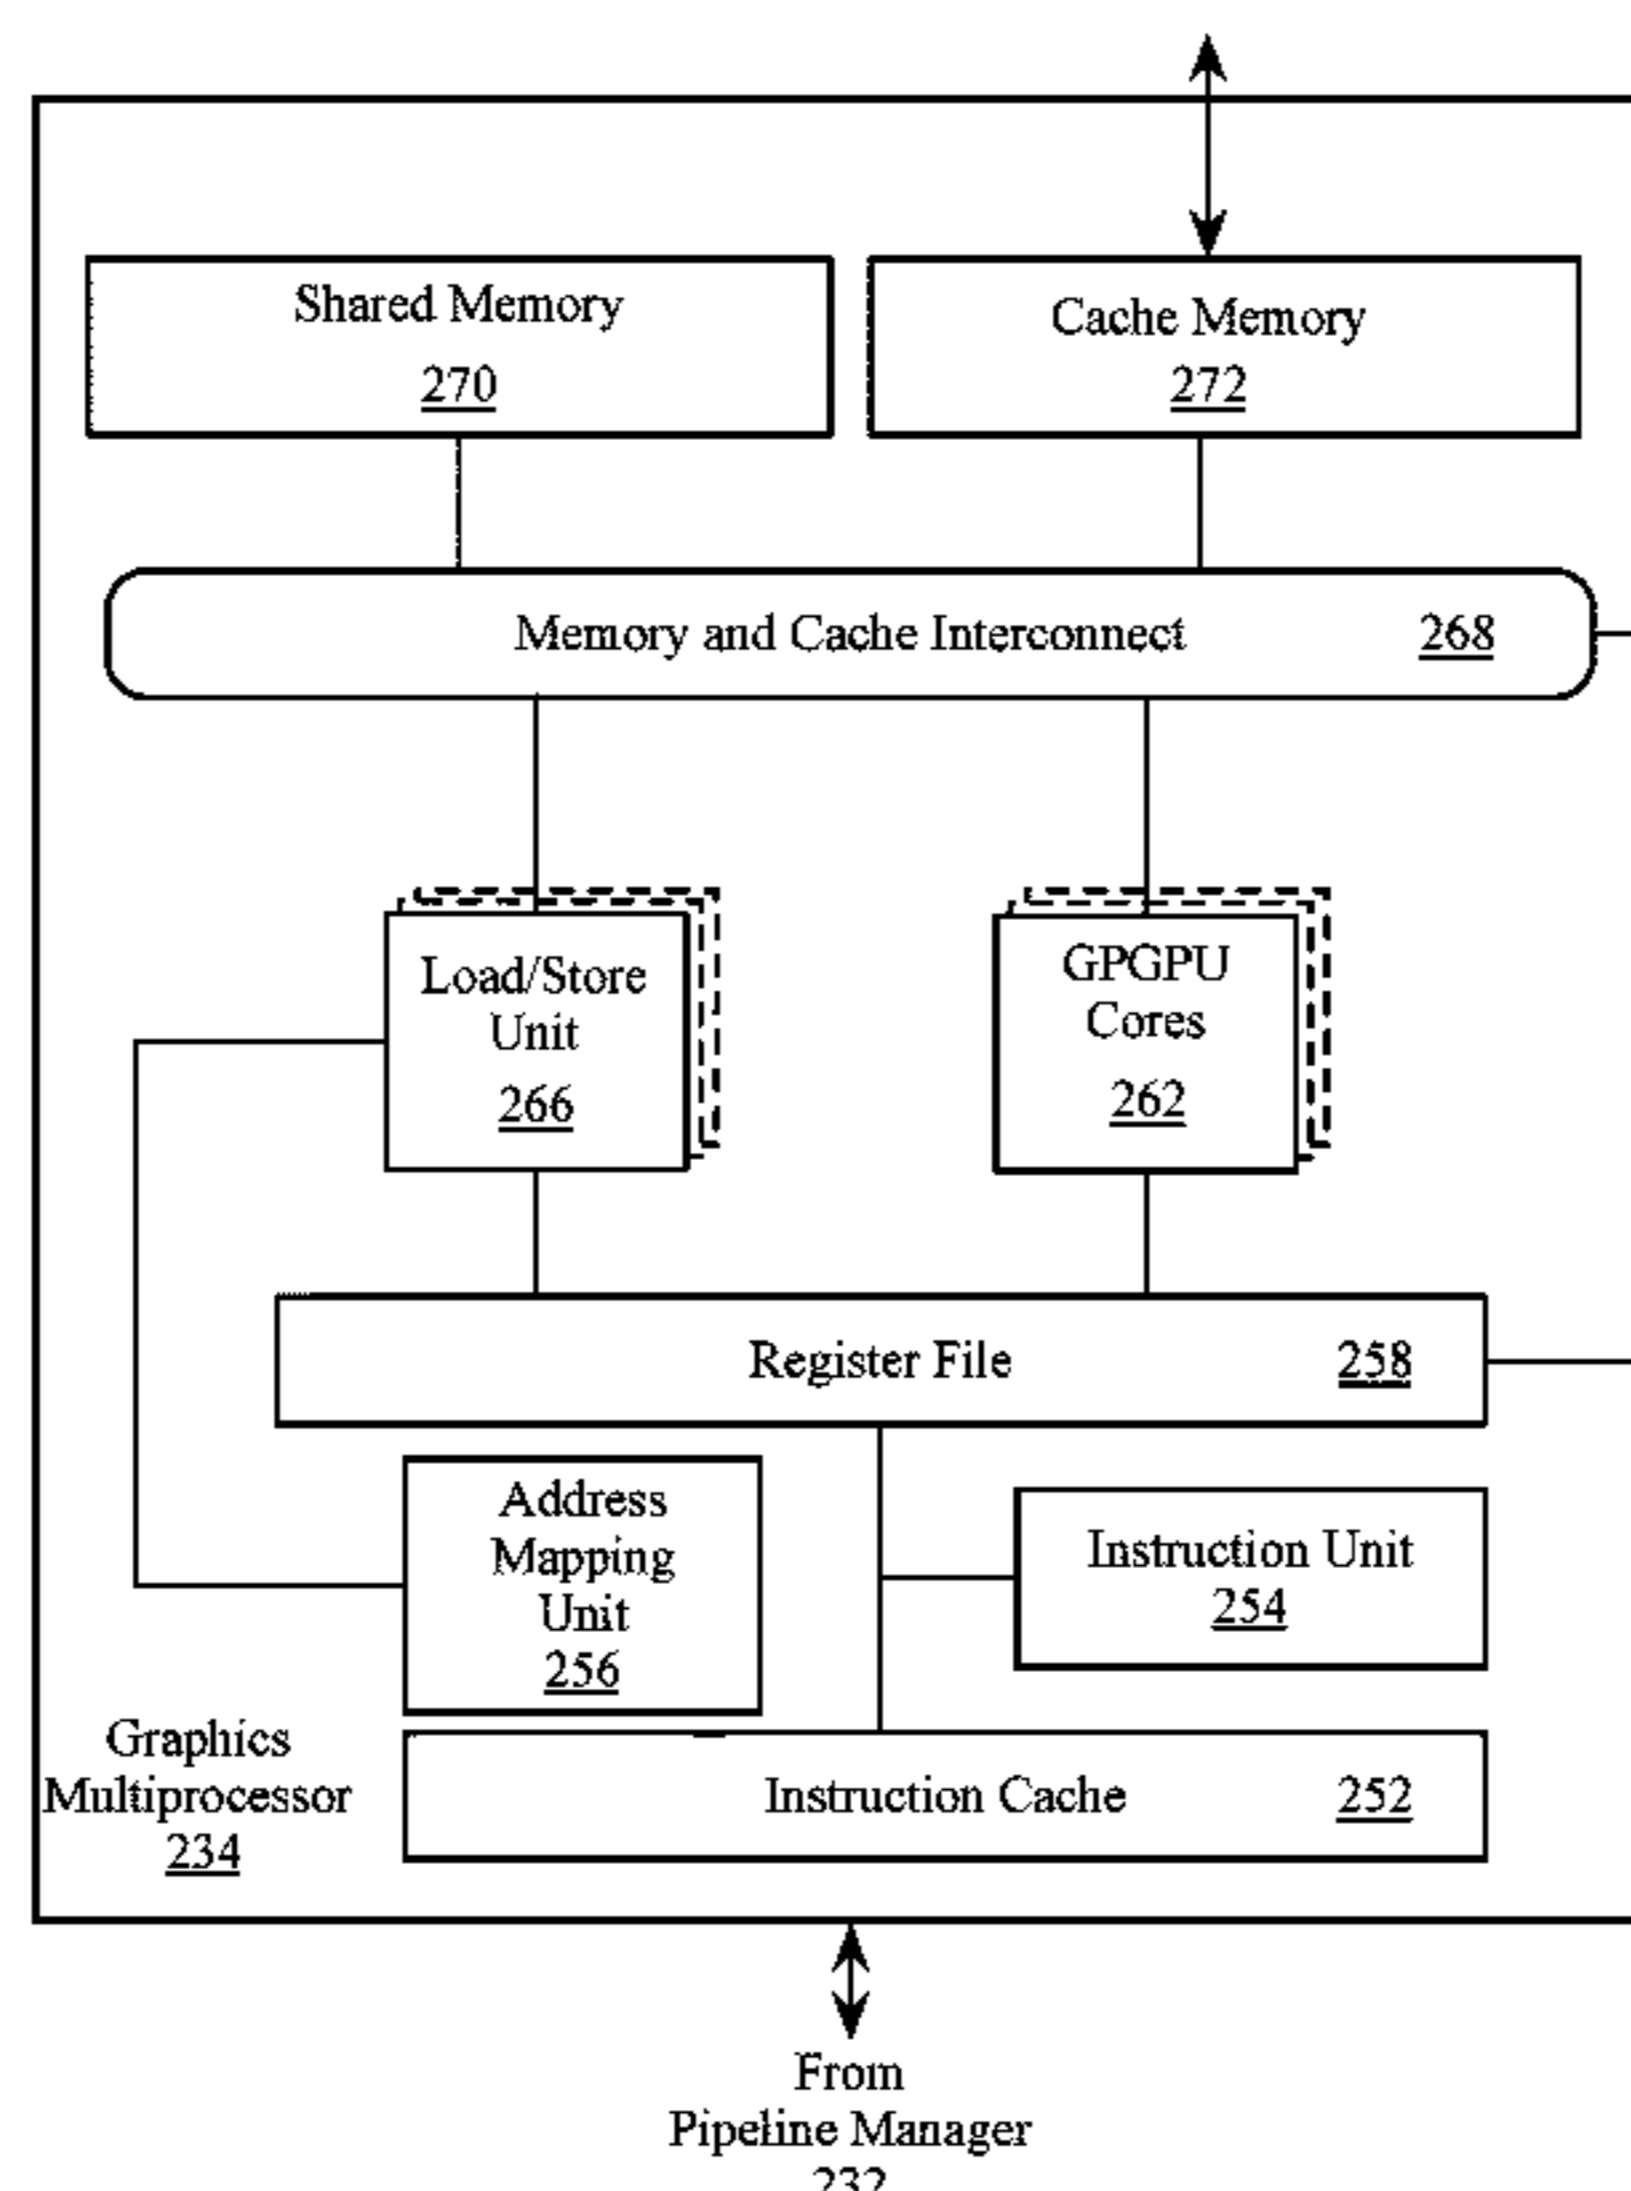 Shared Memory
270
Cache Memory
272
Memory and Cache Interconnect 268
Load/Store
Unit
266
GPGPU
Cores
262
Register File 258
Address
Mapping
Unit
256
Instruction Unit
254
Graphics
Multiprocessor
234
Instruction Cache 252
From
Pipeline Manager
232